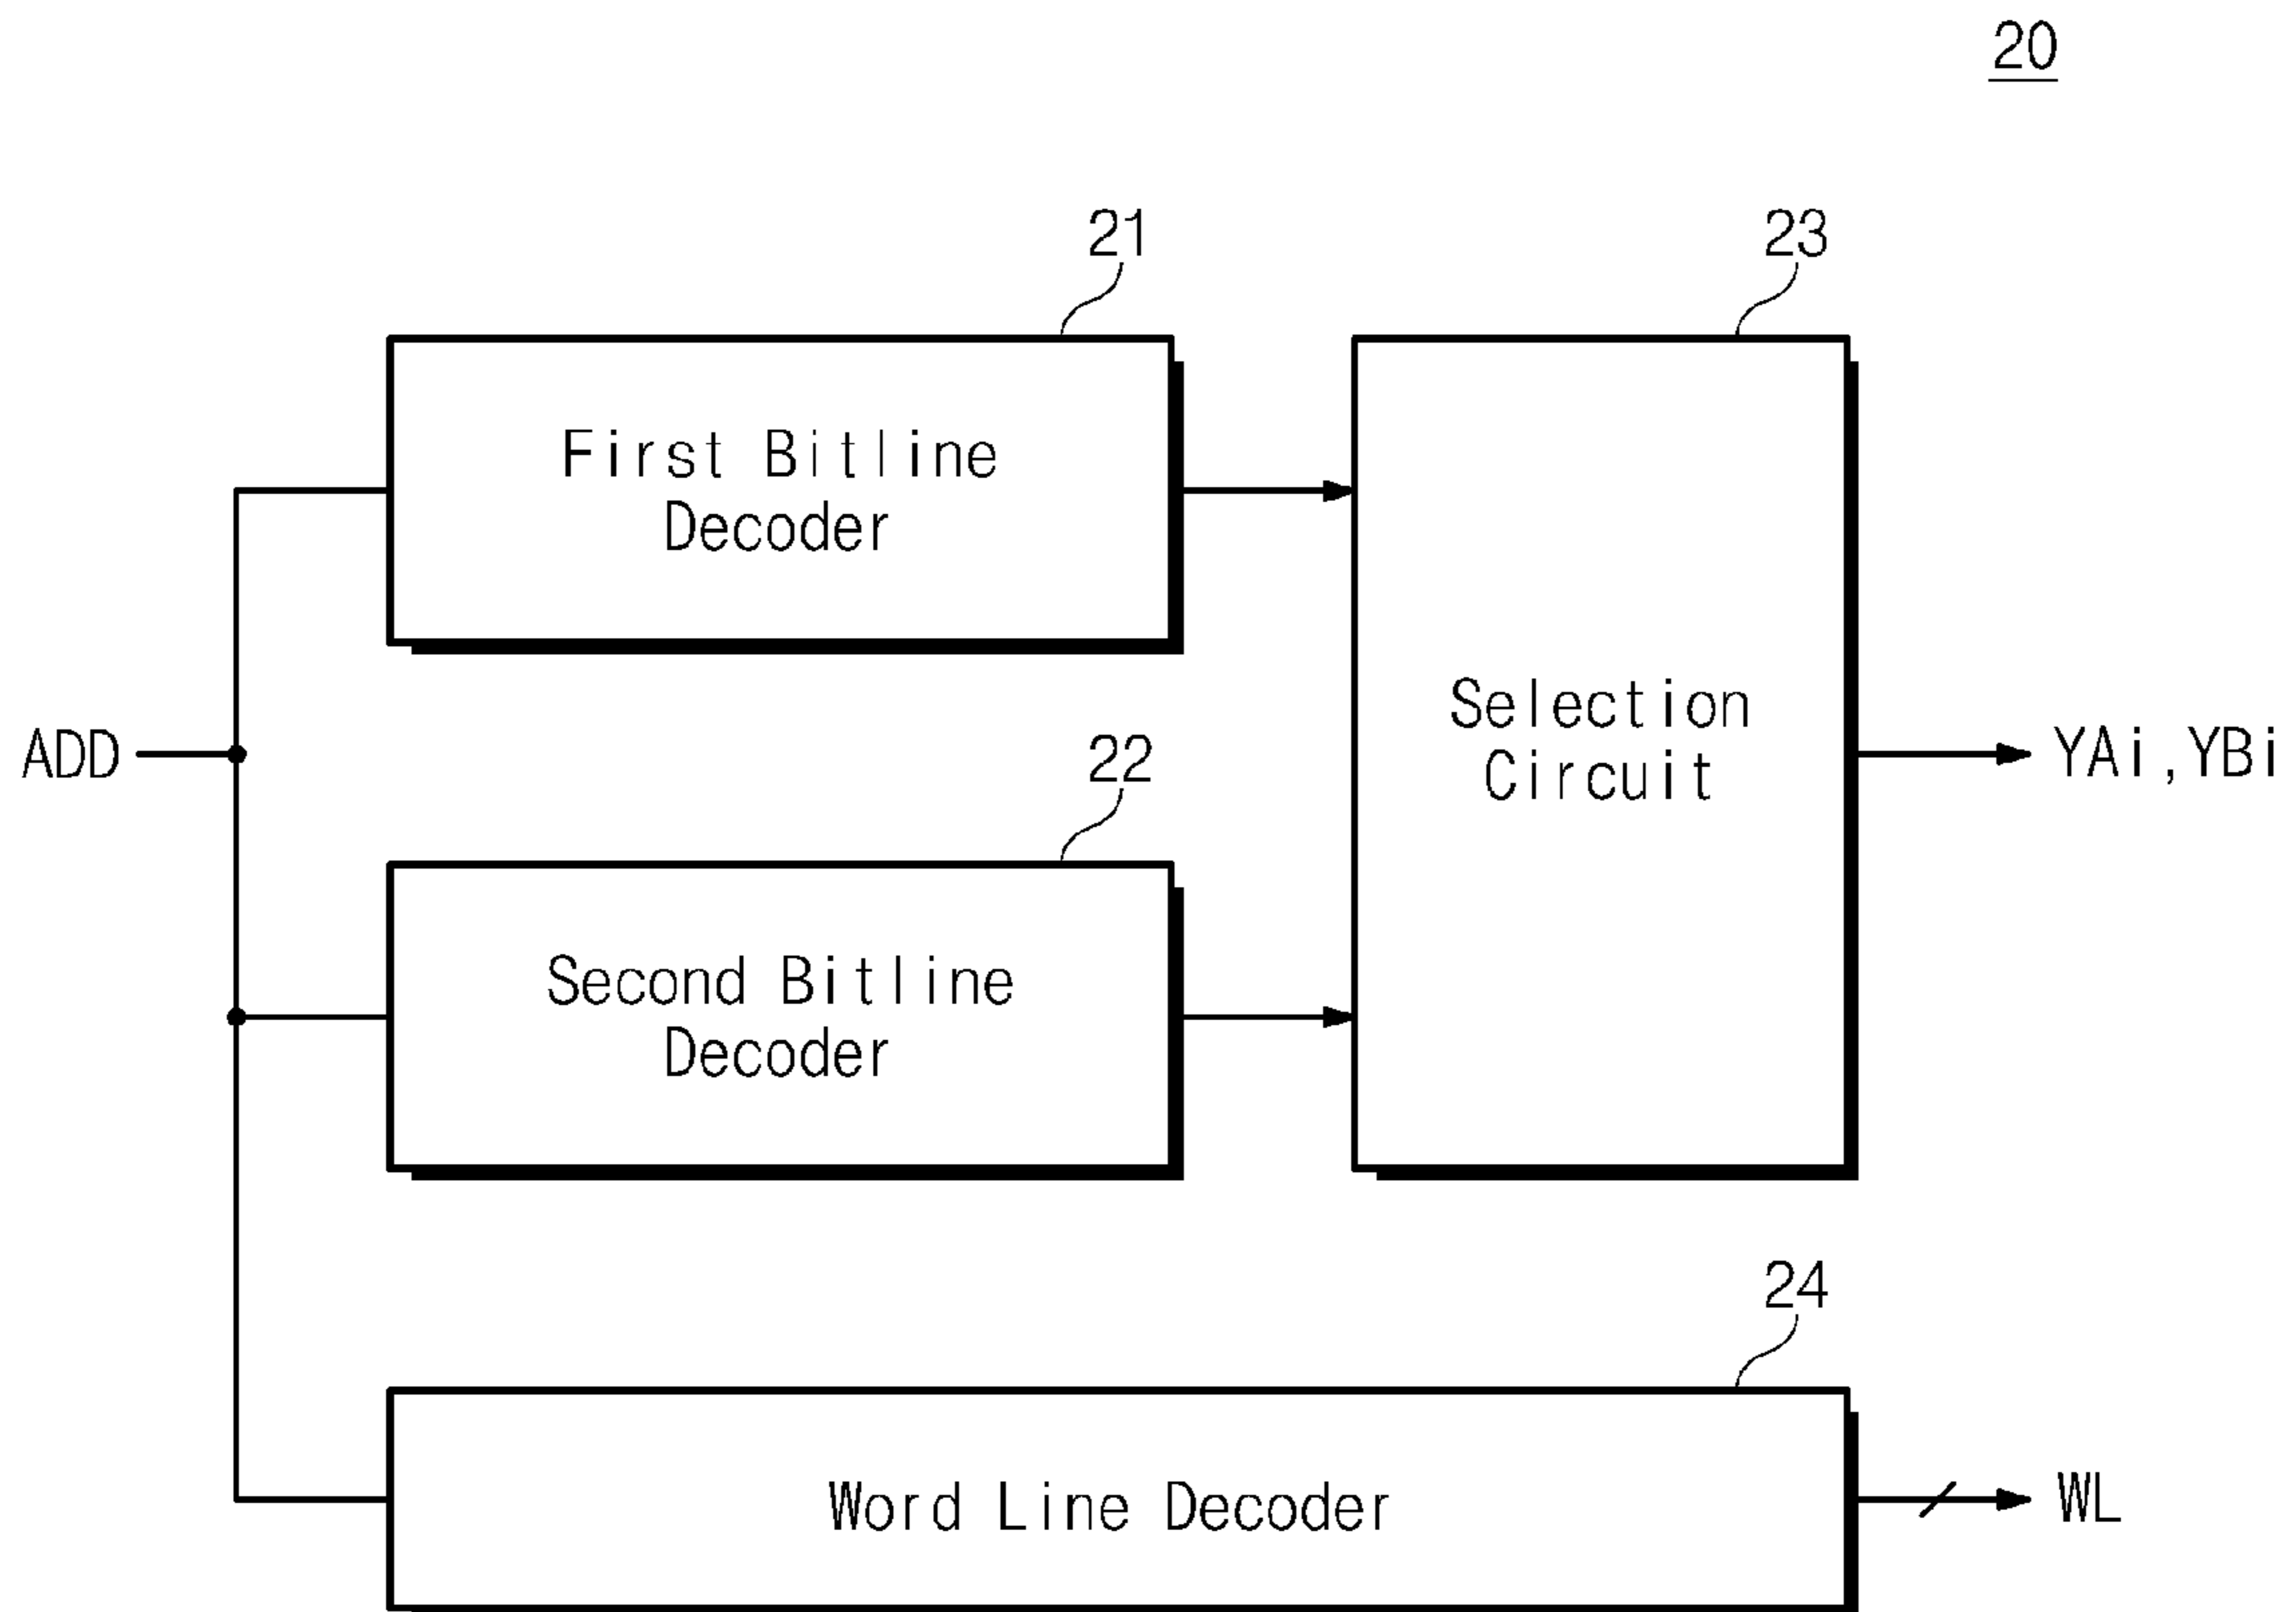 20
21
23
First Bitline
Decoder
Selection
Circuit
ADD
YAi,YBi
22
Second Bitline
Decoder
24
Word Line Decoder
WL